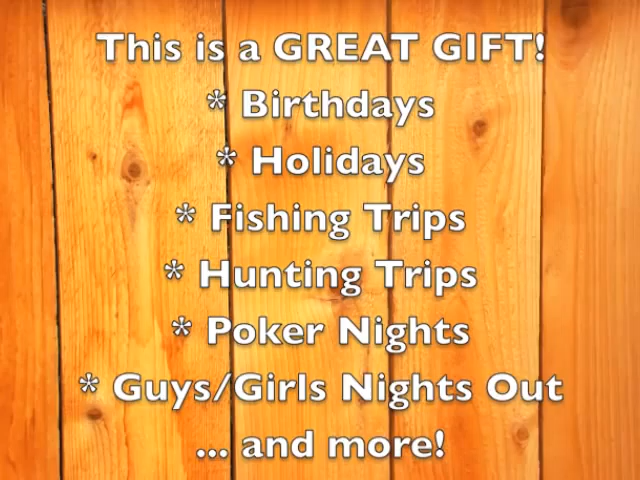 This is a GREAT GIFT!
* Birthdays
* Holidays
* Fishing Trips
* Hunting Trips
* Poker Nights
* Guys/Girls Nights Out
... and more!